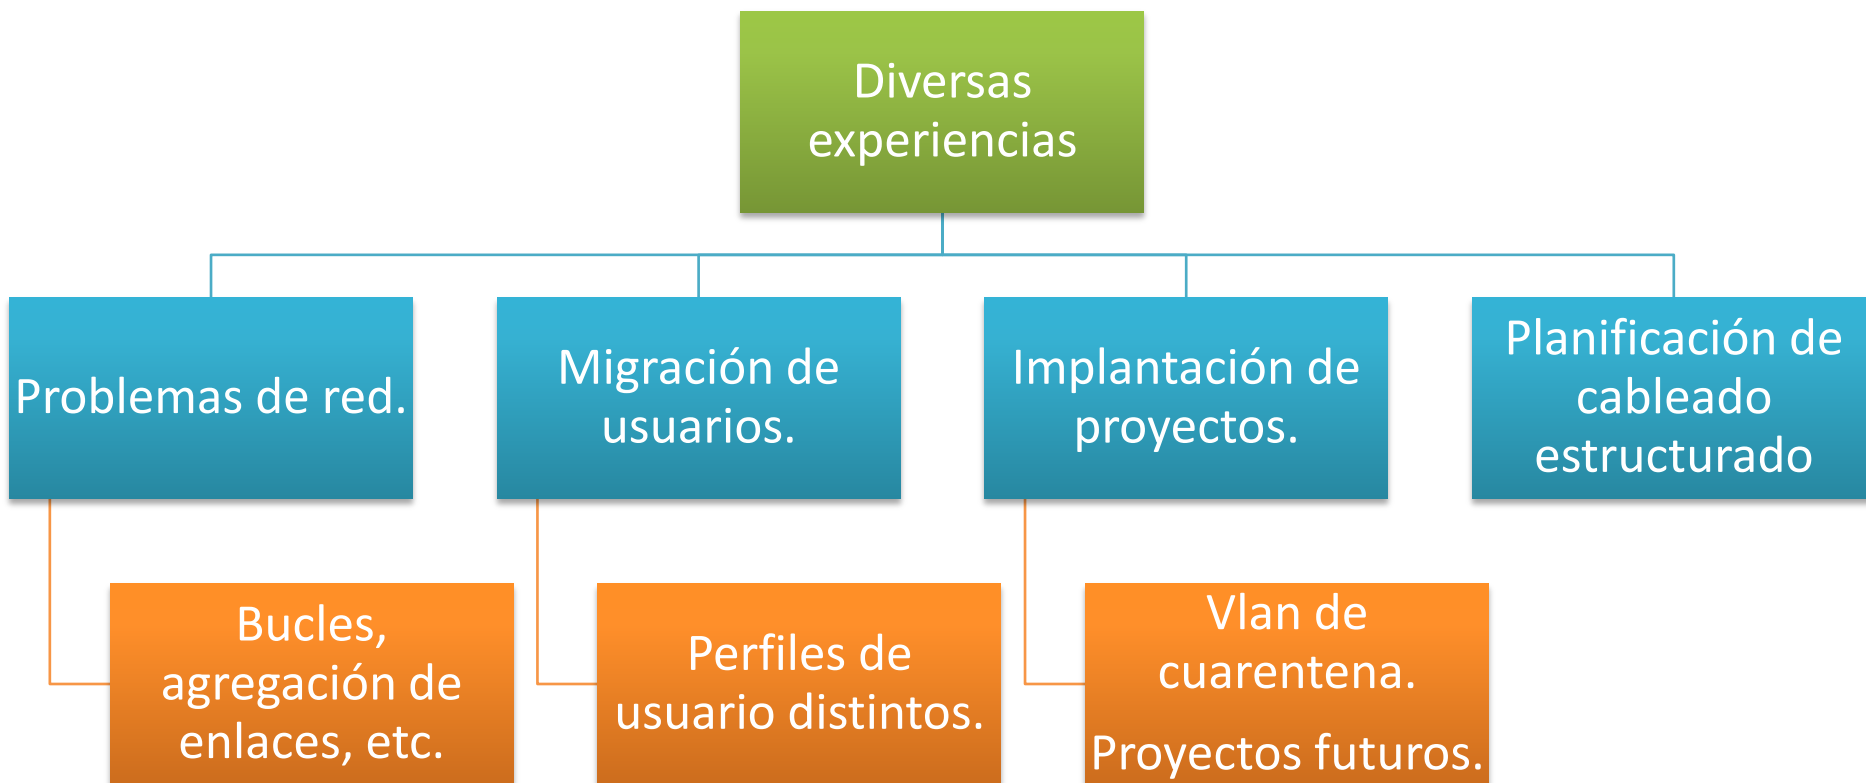 Diversas
experiencias
Problemas de red.
Migración de
usuarios.
Implantación de
proyectos.
Planificación de
cableado
estructurado
Bucles,
agregación de
enlaces, etc.
Perfiles de
usuario distintos.
Vlan de
cuarentena.
Proyectos futuros.